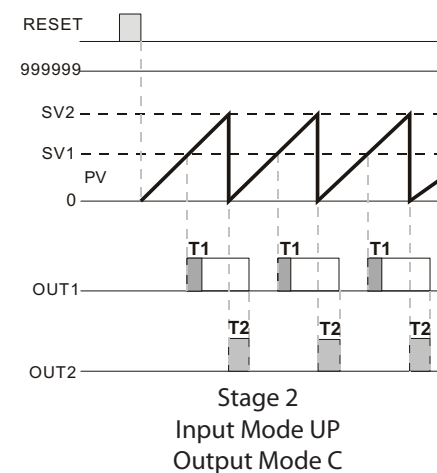 RESET
999999
SV2
SV1
PV
0
T1 T1 T1
OUT1
T2 T2 T2
OUT2
Stage 2
Input Mode UP
Output Mode C